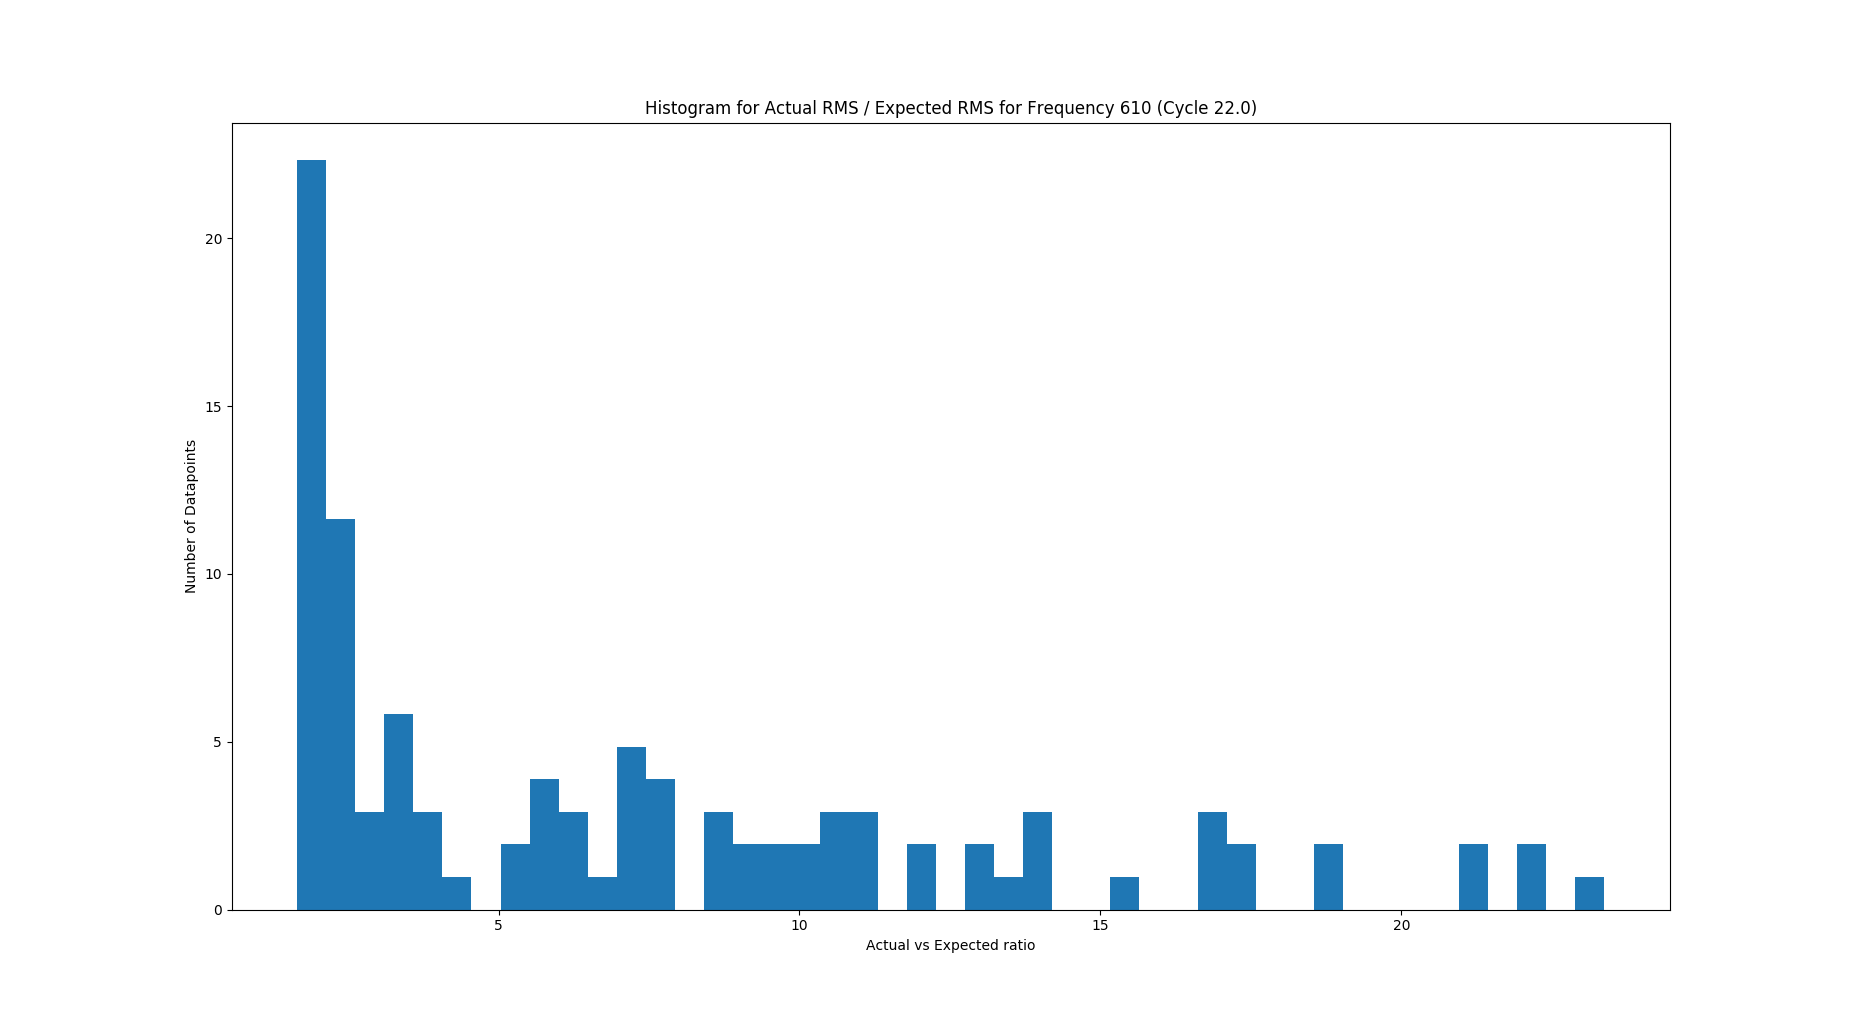 Histogram for Actual RMS / Expected RMS for Frequency 610 (Cycle 22.0)
20
15
10
5
0
Number of Datapoints
5 10 15 20
Actual vs Expected ratio